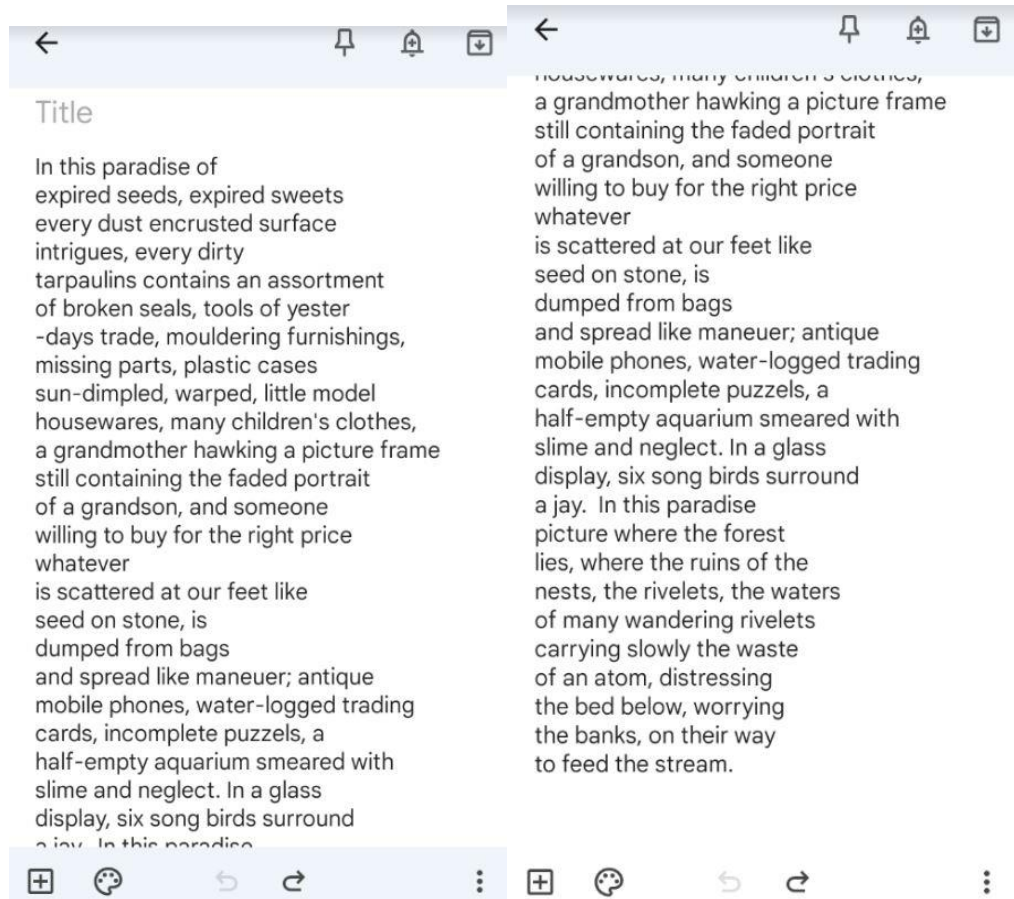 Title
In this paradise of
expired seeds, expired sweets
every dust encrusted surface
intrigues, every dirty
tarpaulins contains an assortment
of broken seals, tools of yester
-days trade, mouldering furnishings,
missing parts, plastic cases
sun-dimpled, warped, little model
housewares, many children's clothes,
a grandmother hawking a picture frame
still containing the faded portrait
of a grandson, and someone
willing to buy for the right price
whatever
is scattered at our feet like
seed on stone, is
dumped from bags
and spread like maneuer; antique
mobile phones, water-logged trading
cards, incomplete puzzels, a
half-empty aquarium smeared with
slime and neglect. In a glass
display, six song birds surround
a jay.  In this paradise
housewares, many children's clothes,
a grandmother hawking a picture frame
still containing the faded portrait
of a grandson, and someone
willing to buy for the right price
whatever
is scattered at our feet like
seed on stone, is
dumped from bags
and spread like maneuer; antique
mobile phones, water-logged trading
cards, incomplete puzzels, a
half-empty aquarium smeared with
slime and neglect. In a glass
display, six song birds surround
a jay.  In this paradise
picture where the forest
lies, where the ruins of the
nests, the rivelets, the waters
of many wandering rivelets
carrying slowly the waste
of an atom, distressing
the bed below, worrying
the banks, on their way
to feed the stream.